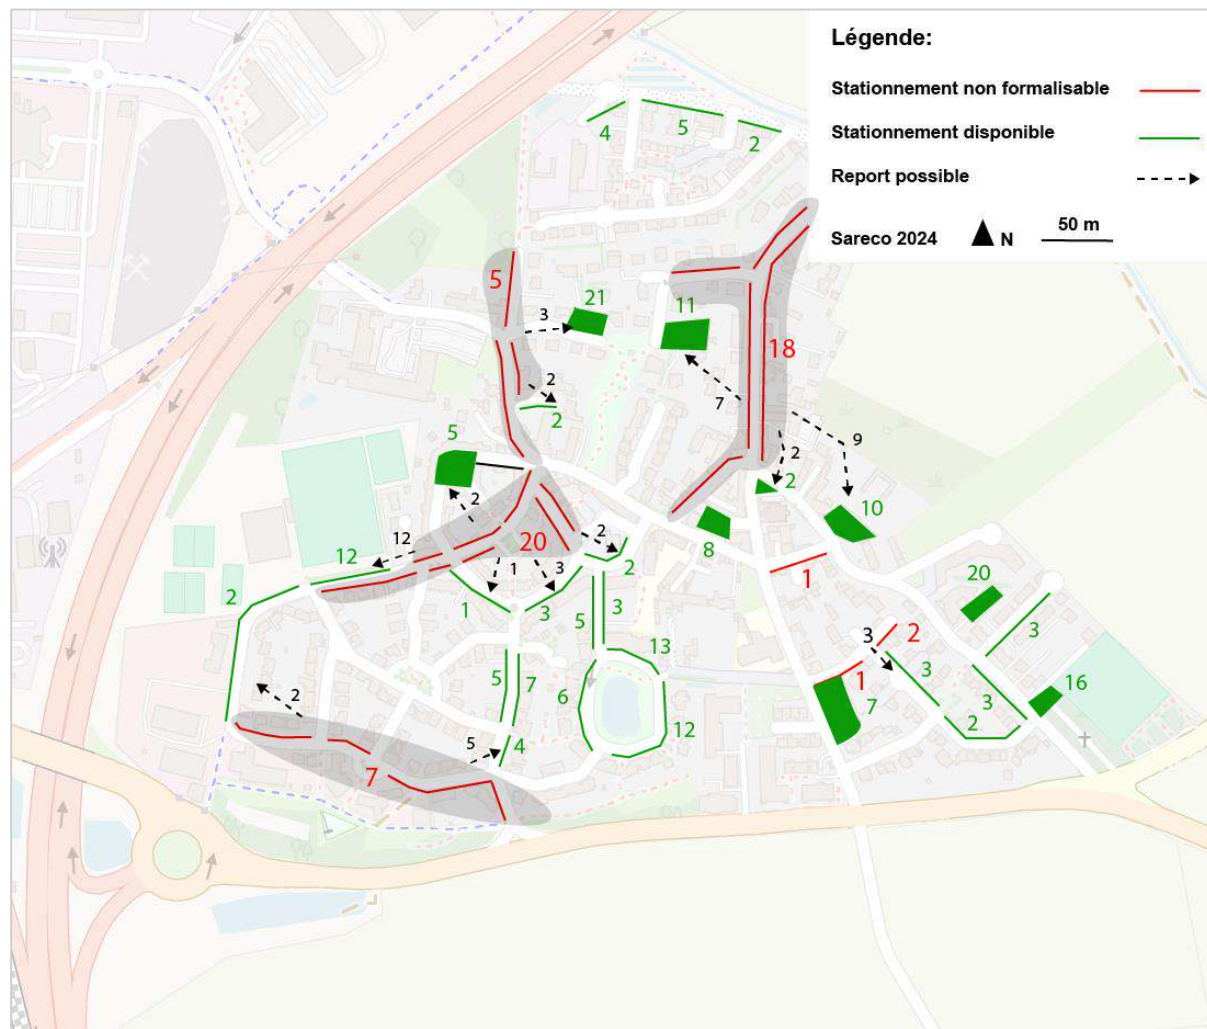 Légende:
Stationnement non formalisable
Stationnement disponible
Report possible
Sareco 2024 N 50 m
4 5 2
5 3 21 11 18
2 2 7 9
5 2 2 10
12 12 20 2 8
2 1 3 2 1
1 3 5 3 20
13 3 2 3
5 7 6 3 1 3 16
2 12 7 2
5 4
7